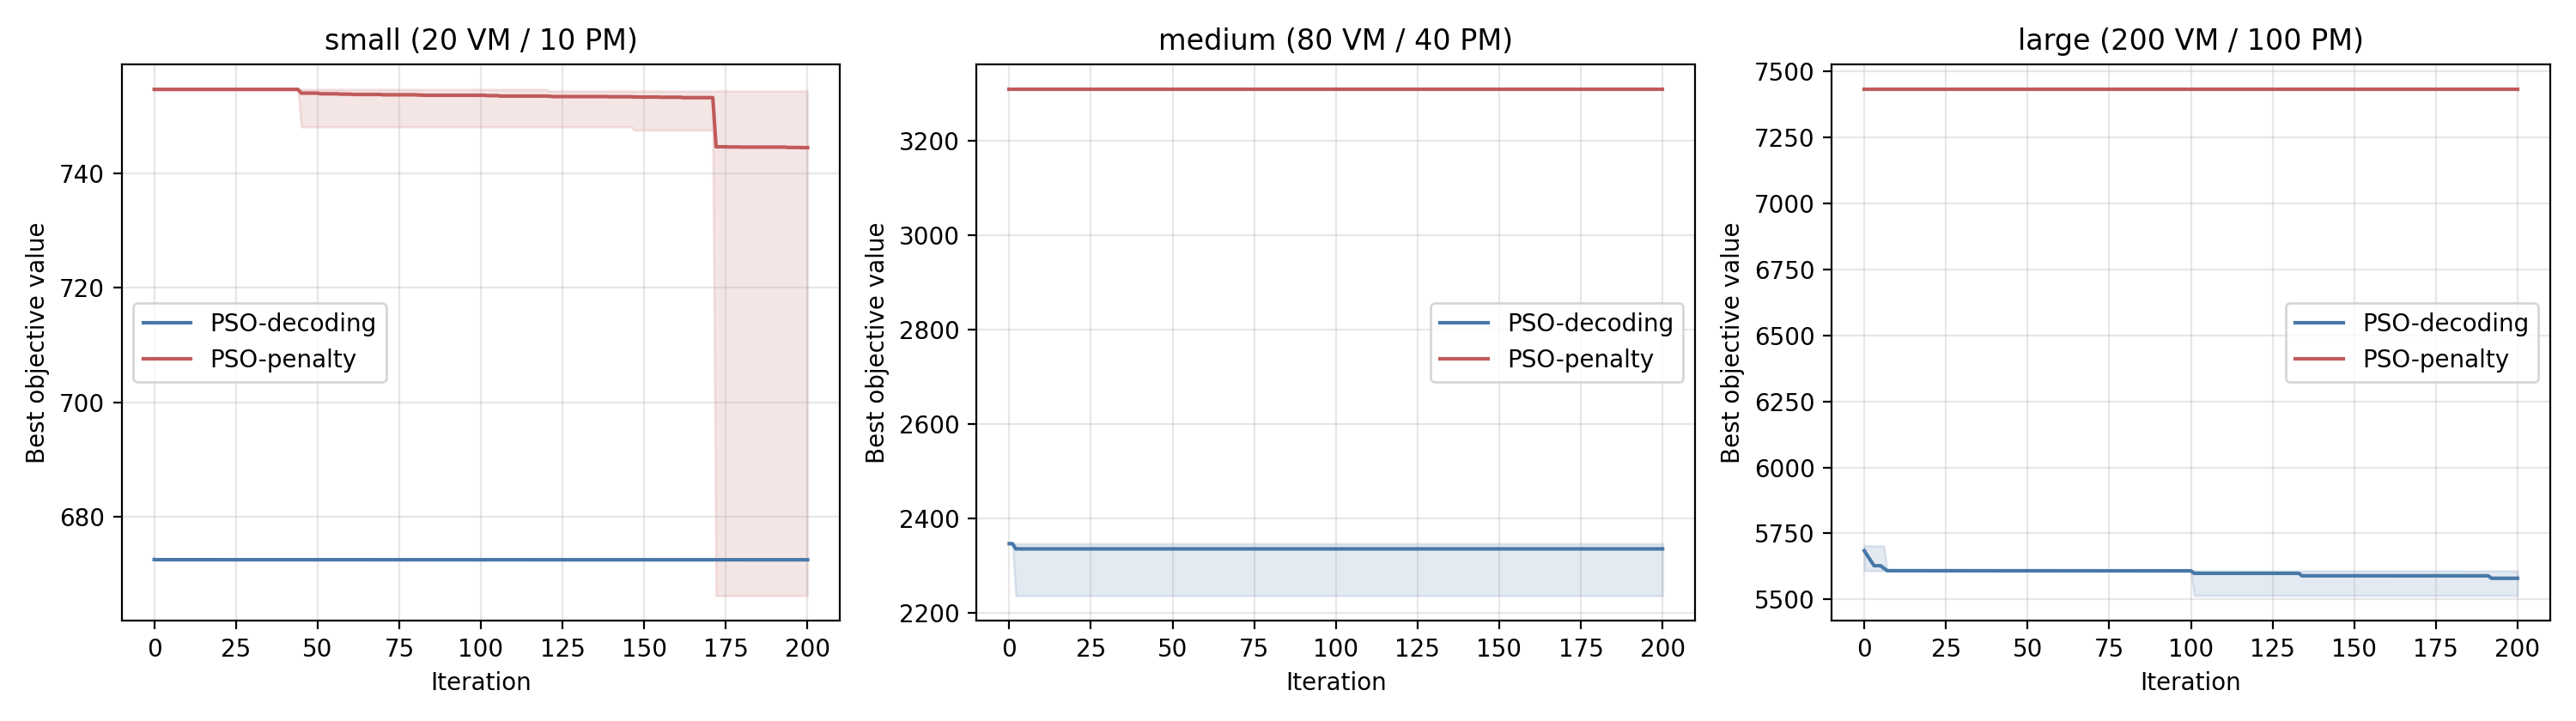 small (20 VM / 10 PM)
Best objective value
740
720
700
680
PSO-decoding
PSO-penalty
0 25 50 75 100 125 150 175 200
Iteration
medium (80 VM / 40 PM)
Best objective value
3200
3000
2800
2600
2400
2200
PSO-decoding
PSO-penalty
0 25 50 75 100 125 150 175 200
Iteration
large (200 VM / 100 PM)
Best objective value
7500
7250
7000
6750
6500
6250
6000
5750
5500
PSO-decoding
PSO-penalty
0 25 50 75 100 125 150 175 200
Iteration